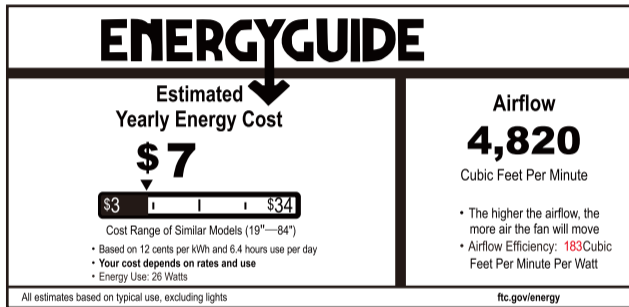 ENERGYGUIDE
Estimated
Yearly Energy Cost
$7
$3 $34
Cost Range of Similar Models (19"—84")
• Based on 12 cents per kWh and 6.4 hours use per day
• Your cost depends on rates and use
• Energy Use: 26 Watts
Airflow
4,820
Cubic Feet Per Minute
• The higher the airflow, the
more air the fan will move
• Airflow Efficiency: 183Cubic
Feet Per Minute Per Watt
All estimates based on typical use, excluding lights
ftc.gov/energy